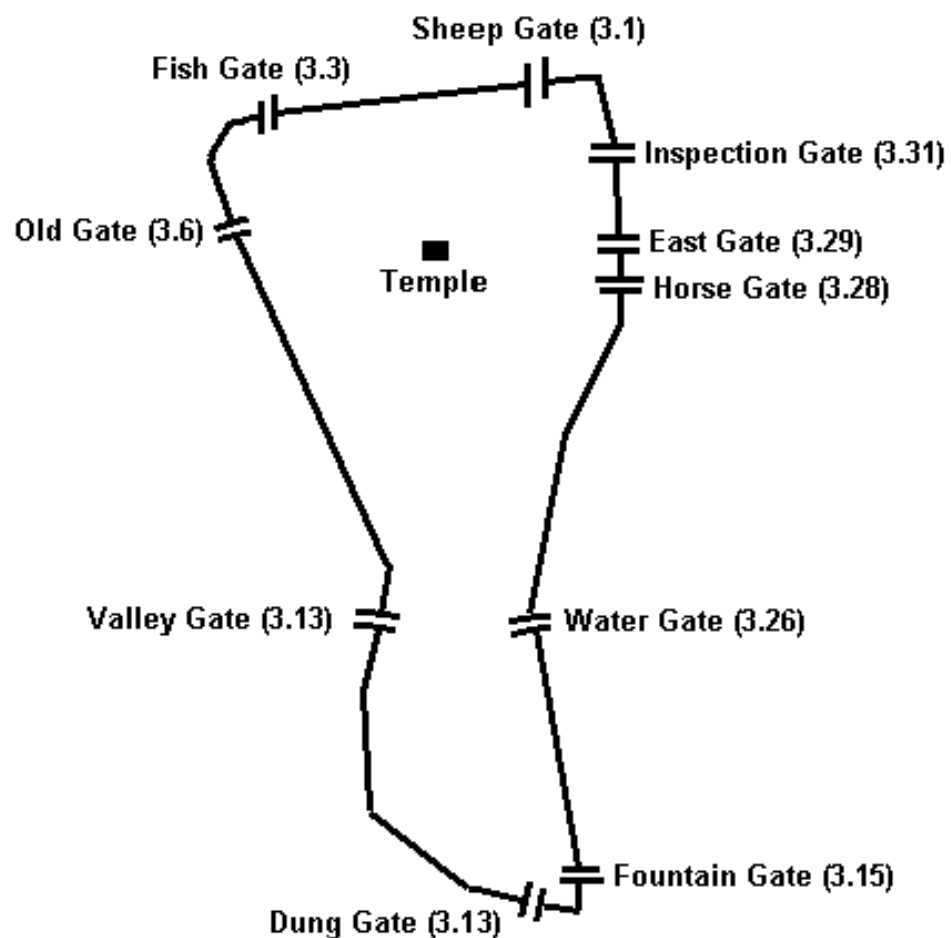 Sheep Gate (3.1)
Fish Gate (3.3)
Inspection Gate (3.31)
Old Gate (3.6)
East Gate (3.29)
Temple
Horse Gate (3.28)
Valley Gate (3.13)
Water Gate (3.26)
Fountain Gate (3.15)
Dung Gate (3.13)